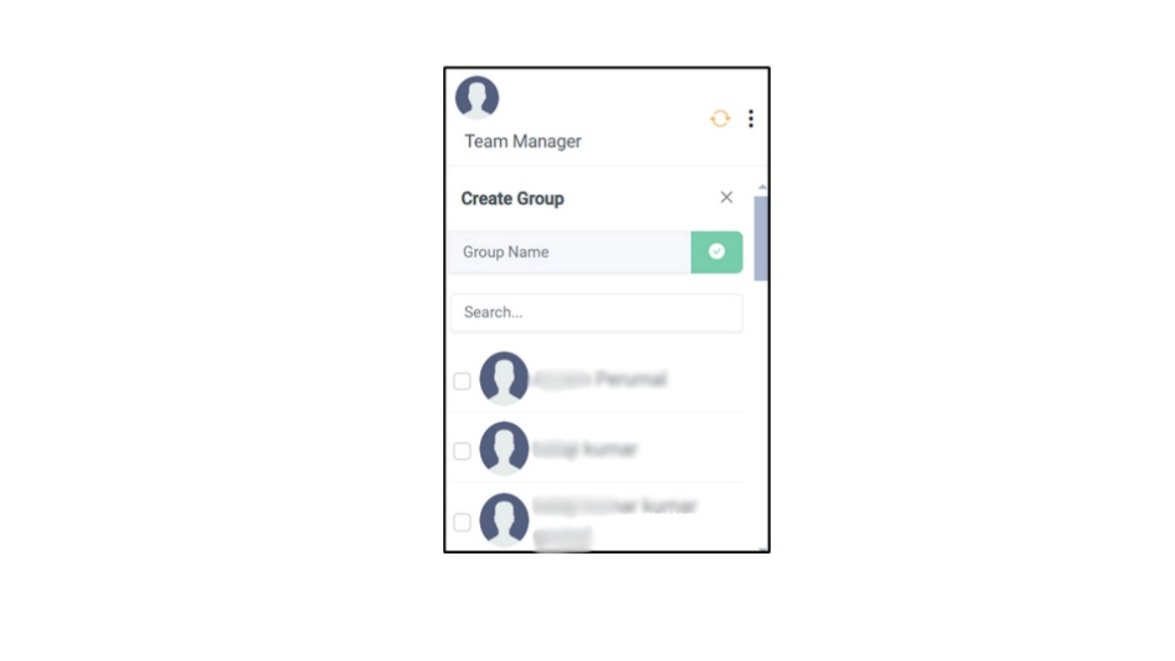 Team Manager
Create Group
Group Name
Search...
Perumal
kumar
kumar